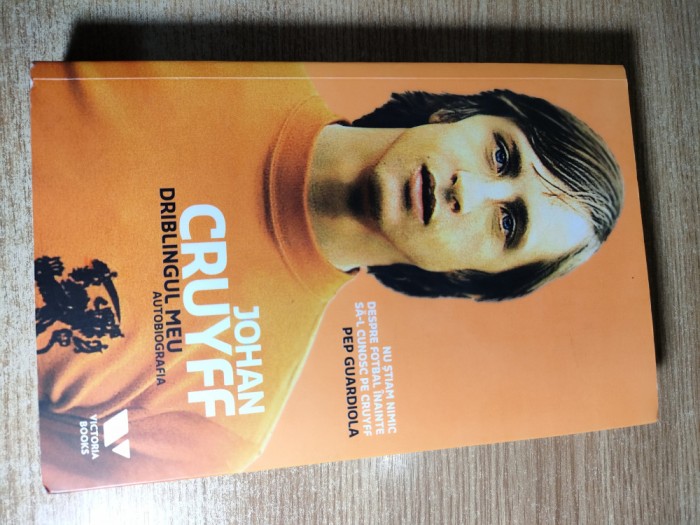 NU ȘTIAM NIMIC
DESPRE FOTBAL ÎNAINTE
SĂ-L CUNOSC PE CRUYFF
PEP GUARDIOLA
JOHAN
CRUYFF
DRIBLINGUL MEU
AUTOBIOGRAFIA
VICTORIA
BOOKS